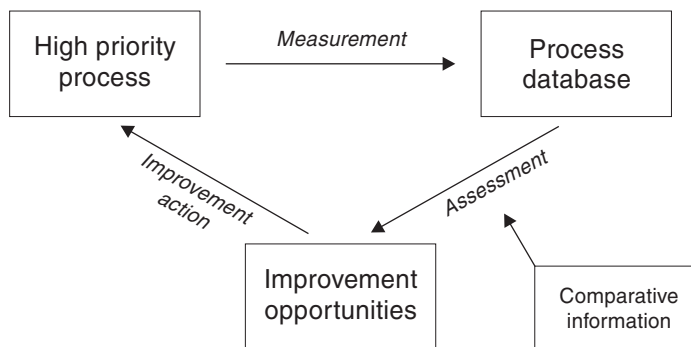 High priority
process
Measurement
Process
database
Improvement
action
Assessment
Improvement
opportunities
Comparative
information